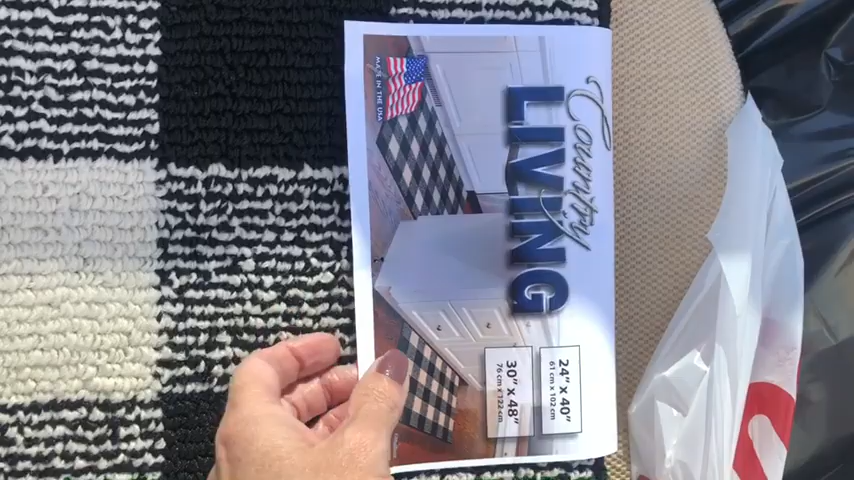 Country
LIVING
MADE IN THE USA
24" x 40"
61 cm x 102 cm
30" x 48"
76 cm x 122 cm